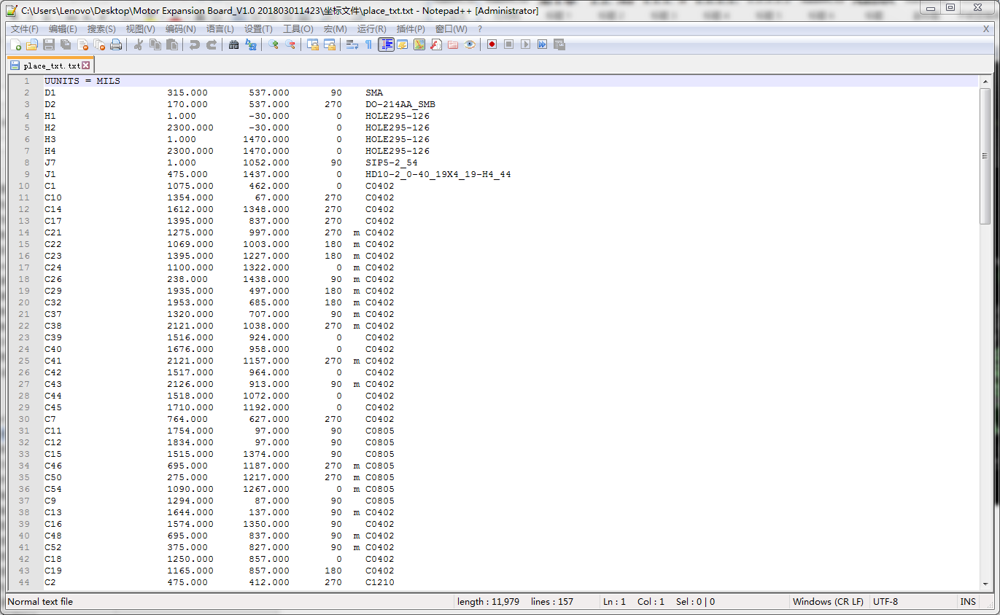 C:\Users\Lenovo\Desktop\Motor Expansion Board_V1.0 201803011423\坐标文件\place_txt.txt - Notepad++ [Administrator]
文件(F) 编辑(E) 搜索(S) 视图(V) 编码(N) 语言(L) 设置(T) 工具(O) 宏(M) 运行(R) 插件(P) 窗口(W) ? X
place_txt.txt
1 UUNITS = MILS
2 D1 315.000 537.000 90 SMA
3 D2 170.000 537.000 270 DO-214AA_SMB
4 H1 1.000 -30.000 0 HOLE295-126
5 H2 2300.000 -30.000 0 HOLE295-126
6 H3 1.000 1470.000 0 HOLE295-126
7 H4 2300.000 1470.000 0 HOLE295-126
8 J7 1.000 1052.000 90 SIP5-2_54
9 J1 475.000 1437.000 0 HD10-2_0-40_19X4_19-H4_44
10 C1 1075.000 462.000 0 C0402
11 C10 1354.000 67.000 270 C0402
12 C14 1612.000 1348.000 270 C0402
13 C17 1395.000 837.000 270 C0402
14 C21 1275.000 997.000 270 m C0402
15 C22 1069.000 1003.000 180 m C0402
16 C23 1395.000 1227.000 180 m C0402
17 C24 1100.000 1322.000 0 m C0402
18 C26 238.000 1438.000 90 m C0402
19 C29 1935.000 497.000 180 m C0402
20 C32 1953.000 685.000 180 m C0402
21 C37 1320.000 707.000 90 m C0402
22 C38 2121.000 1038.000 270 m C0402
23 C39 1516.000 924.000 0 C0402
24 C40 1676.000 958.000 0 C0402
25 C41 2121.000 1157.000 270 m C0402
26 C42 1517.000 964.000 0 C0402
27 C43 2126.000 913.000 90 m C0402
28 C44 1518.000 1072.000 0 C0402
29 C45 1710.000 1192.000 0 C0402
30 C7 764.000 627.000 270 C0402
31 C11 1754.000 97.000 90 C0805
32 C12 1834.000 97.000 90 C0805
33 C15 1515.000 1374.000 90 C0805
34 C46 695.000 1187.000 270 m C0805
35 C50 275.000 1217.000 270 m C0805
36 C54 1090.000 1267.000 0 m C0805
37 C9 1294.000 87.000 90 C0805
38 C13 1644.000 137.000 90 m C0402
39 C16 1574.000 1350.000 90 C0402
40 C48 695.000 837.000 90 m C0402
41 C52 375.000 827.000 90 m C0402
42 C18 1250.000 857.000 0 C0402
43 C19 1165.000 857.000 180 C0402
44 C2 475.000 412.000 270 C1210
Normal text file length : 11,979 lines : 157 Ln : 1 Col : 1 Sel : 0 | 0 Windows (CR LF) UTF-8 INS